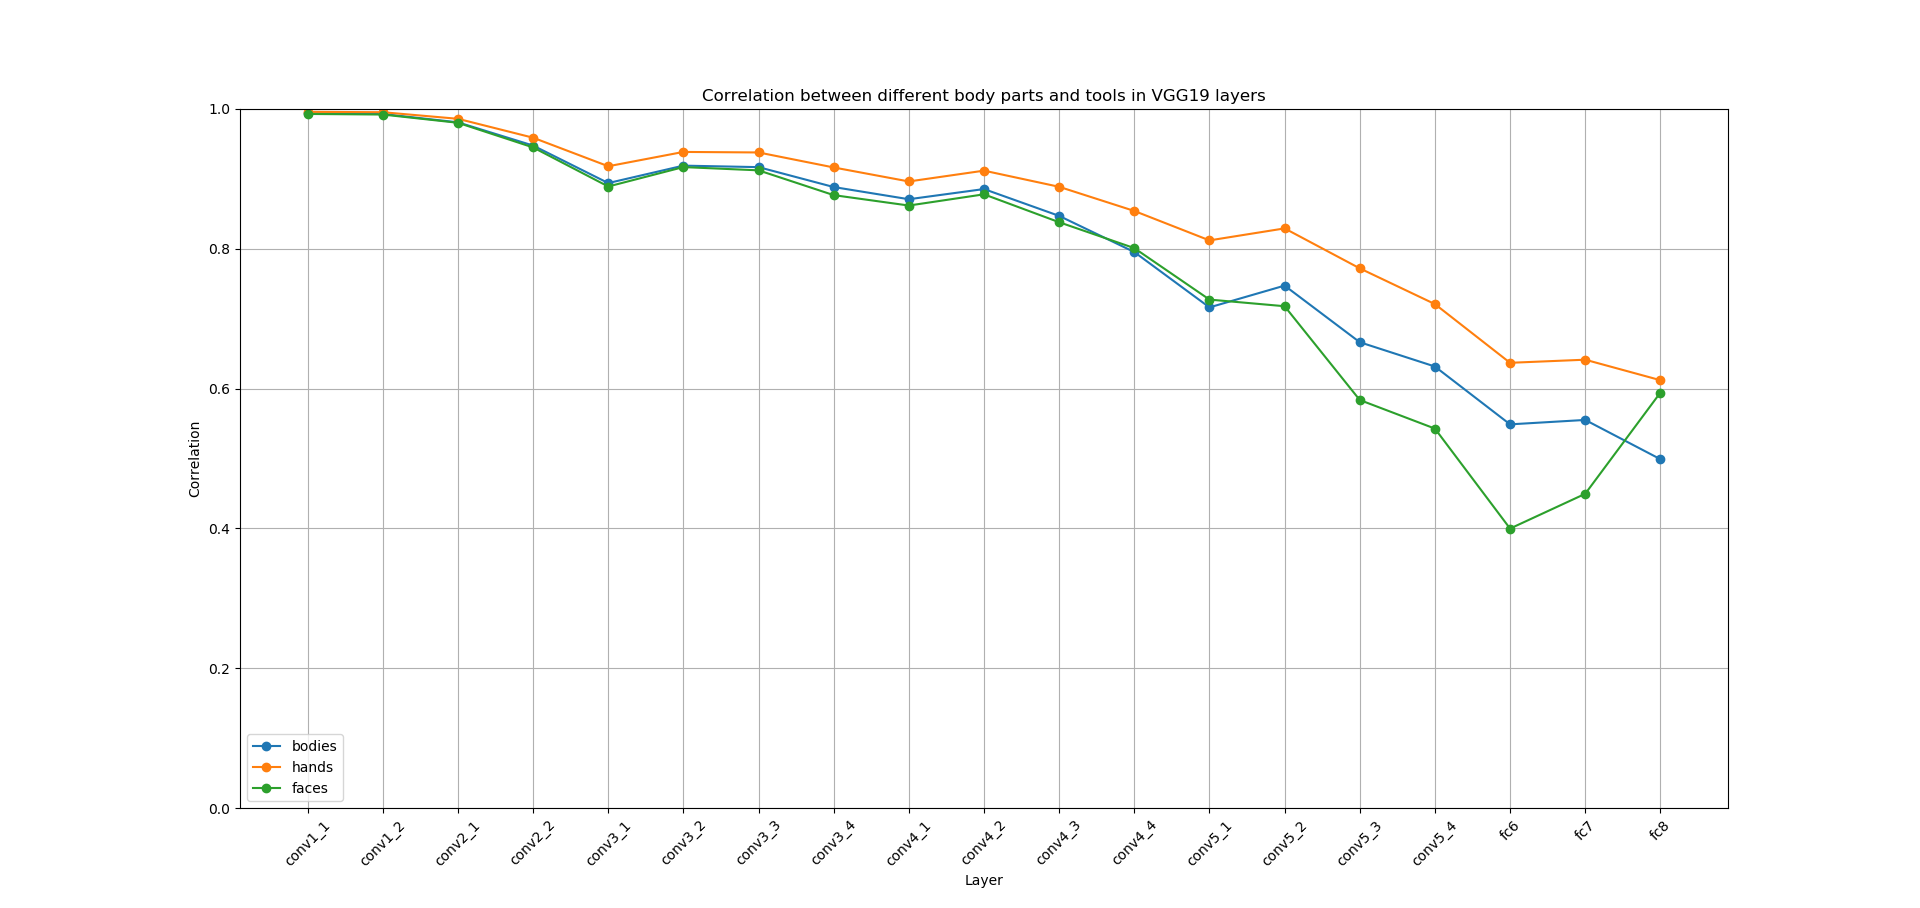 Correlation between different body parts and tools in VGG19 layers
1.0
0.8
0.6
0.4
0.2
0.0
Correlation
bodies
hands
faces
conv1_1
conv1_2
conv2_1
conv2_2
conv3_1
conv3_2
conv3_3
conv3_4
conv4_1
conv4_2
conv4_3
conv4_4
conv5_1
conv5_2
conv5_3
conv5_4
fc6
fc7
fc8
Layer